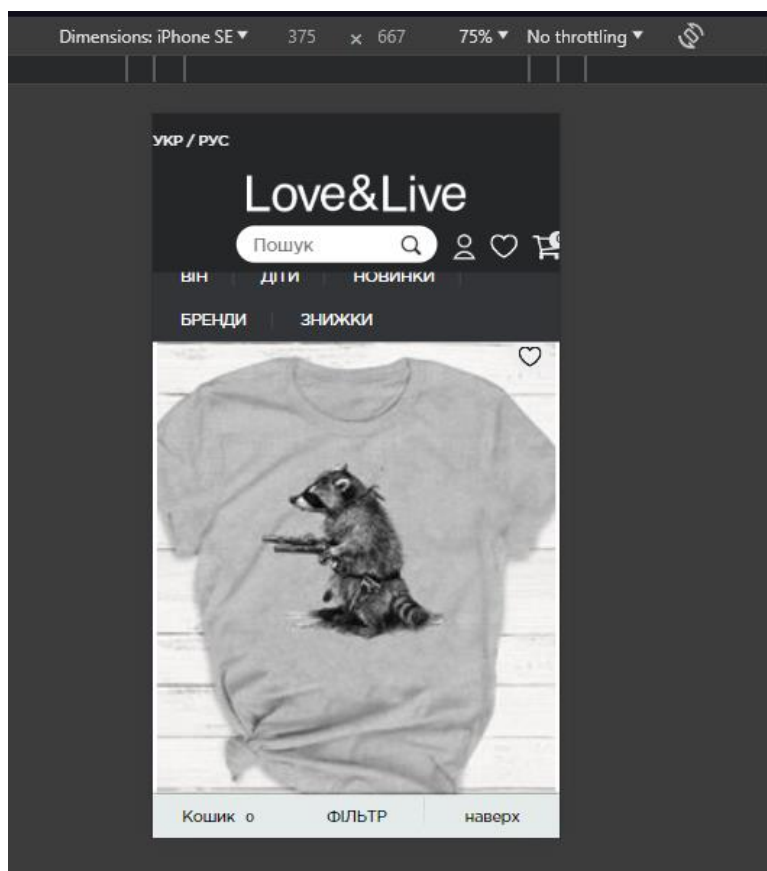 Dimensions: iPhone SE ▼ 375 × 667 75% ▼ No throttling ▼
УКР / РУС
Love&Live
Пошук
ВІН ДІТИ НОВИНКИ
БРЕНДИ ЗНИЖКИ
Кошик 0 ФІЛЬТР наверх